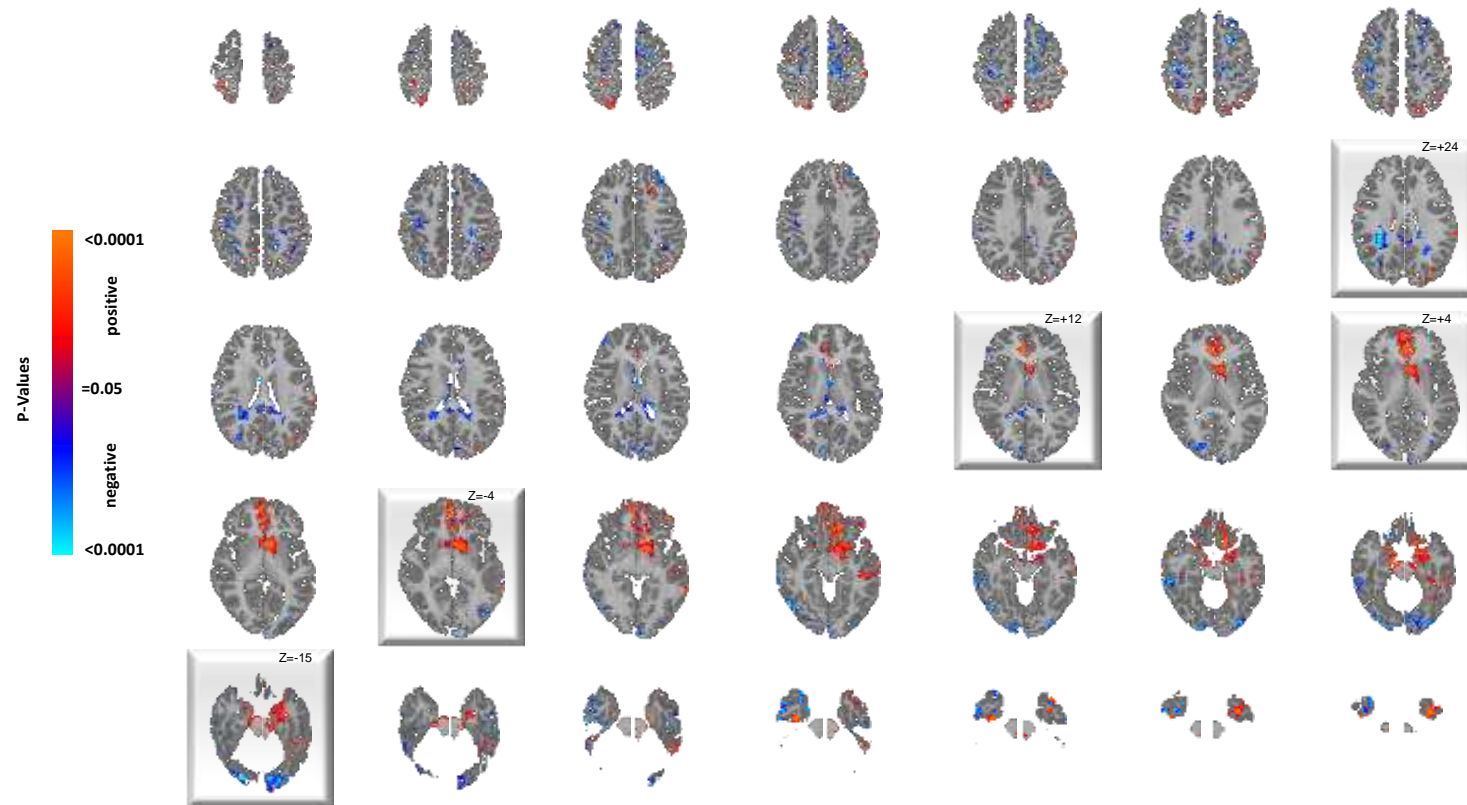 Z=+24
<0.0001
positive
P-Values
=0.05
negative
<0.0001
Z=+12
Z=+4
Z=-4
Z=-15